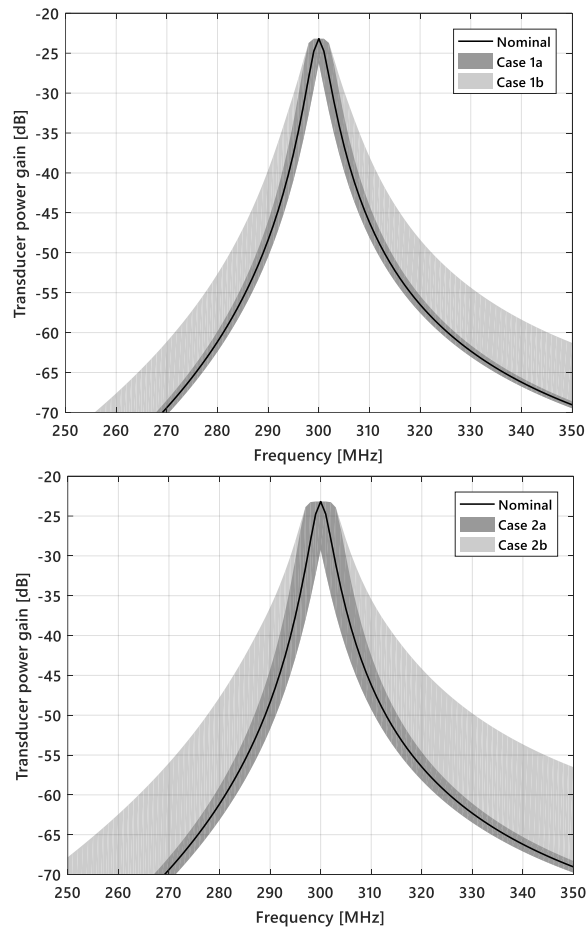 -20
-25
-30
-35
-40
-45
-50
-55
-60
-65
-70
Transducer power gain [dB]
Nominal
Case 1a
Case 1b
250 260 270 280 290 300 310 320 330 340 350
Frequency [MHz]
-20
-25
-30
-35
-40
-45
-50
-55
-60
-65
-70
Transducer power gain [dB]
Nominal
Case 2a
Case 2b
250 260 270 280 290 300 310 320 330 340 350
Frequency [MHz]